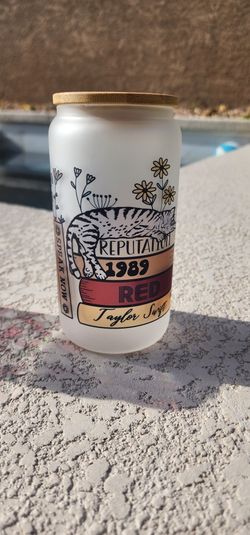 REPUTATION
1989
RED
Taylor Swift
SPEAK NOW